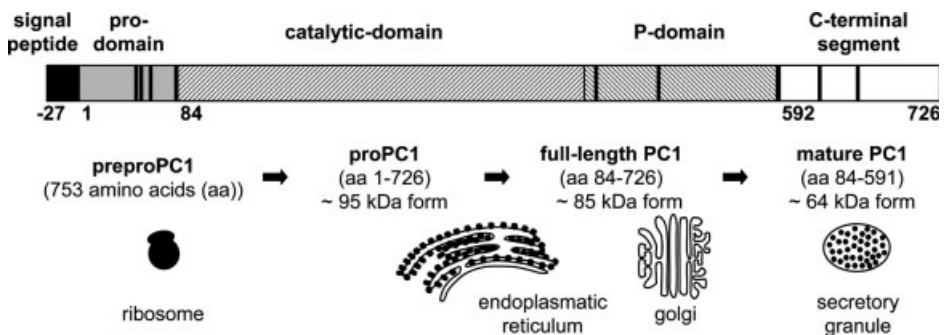 signal peptide
pro-domain
catalytic-domain
P-domain
C-terminal segment
-27 1 84 592 726
preproPC1
(753 amino acids (aa))
proPC1
(aa 1-726)
~ 95 kDa form
full-length PC1
(aa 84-726)
~ 85 kDa form
mature PC1
(aa 84-591)
~ 64 kDa form
ribosome
endoplasmatic
reticulum
golgi
secretory
granule